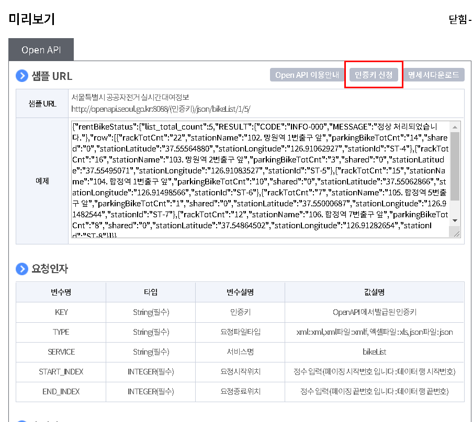 미리보기
닫힘-
Open API
샘플 URL
Open API 이용안내 인증키 신청 명세서다운로드
샘플 URL 서울특별시 공공자전거 실시간 대여정보
http://openapi.seoul.go.kr:8088/(인증키)/json/bikeList/1/5/
예제
{"rentBikeStatus":{"list_total_count":5,"RESULT":{"CODE":"INFO-000","MESSAGE":"정상 처리되었습니
다."},"row":[{"rackTotCnt":"22","stationName":"102. 망원역 1번출구 앞","parkingBikeTotCnt":"14","share
d":"0","stationLatitude":"37.55564880","stationLongitude":"126.91062927","stationId":"ST-4"},{"rackTot
Cnt":"16","stationName":"103. 망원역 2번출구 앞","parkingBikeTotCnt":"3","shared":"0","stationLatitud
e":"37.55495071","stationLongitude":"126.91083527","stationId":"ST-5"},{"rackTotCnt":"15","stationNa
me":"104. 합정역 1번출구 앞","parkingBikeTotCnt":"10","shared":"0","stationLatitude":"37.55062866","st
ationLongitude":"126.91498566","stationId":"ST-6"},{"rackTotCnt":"7","stationName":"105. 합정역 5번출
구 앞","parkingBikeTotCnt":"1","shared":"0","stationLatitude":"37.55000687","stationLongitude":"126.9
1482544","stationId":"ST-7"},{"rackTotCnt":"12","stationName":"106. 합정역 7번출구 앞","parkingBikeTot
Cnt":"8","shared":"0","stationLatitude":"37.54864502","stationLongitude":"126.91282654","stationI
d":"ST-8"}]}}
요청인자
변수명 타입 변수설명 값설명
KEY String(필수) 인증키 OpenAPI 에서 발급된 인증키
TYPE String(필수) 요청파일타입 xml : xml, xml파일 : xmlf, 엑셀파일 : xls, json파일 : json
SERVICE String(필수) 서비스명 bikeList
START_INDEX INTEGER(필수) 요청시작위치 정수 입력 (페이징 시작번호 입니다 : 데이터 행 시작번호)
END_INDEX INTEGER(필수) 요청종료위치 정수 입력 (페이징 끝번호 입니다 : 데이터 행 끝번호)